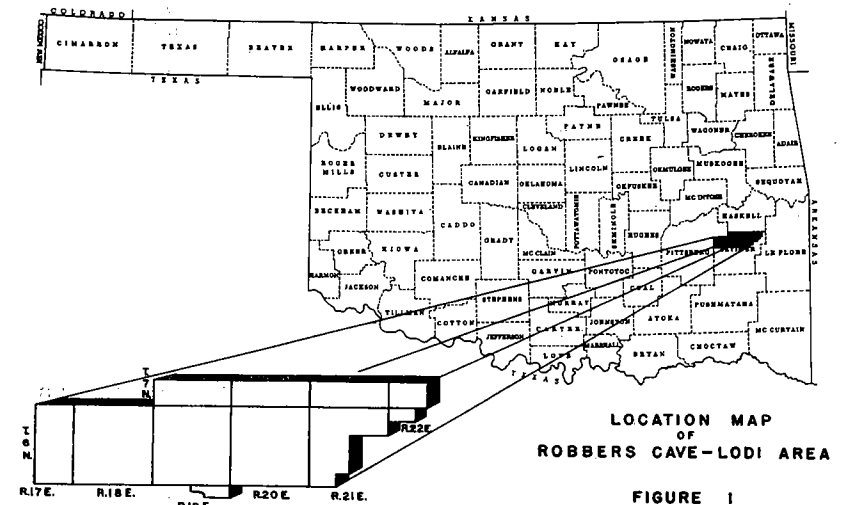 COLORADO
KANSAS
CIMARRON TEXAS BEAVER HARPER WOODS ALFALFA GRANT KAY OSAGE NOWATA CRAIG OTTAWA MISSOURI
TEXAS
WOODWARD MAJOR GARFIELD NOBLE PAWNEE ROGERS MAYES DELAWARE
ELLIS DEWEY BLAINE KINGFISHER LOGAN PAYNE CREEK TULSA WAGONER CHEROKEE ADAIR
ROGER
MILLS
CUSTER CANADIAN OKLAHOMA LINCOLN OKFUSKEE OKMULGEE MUSKOGEE SEQUOYAH
BECKHAM WASHITA CADDO GRADY CLEVELAND POTTAWATOMIE SEMINOLE HUGHES MC INTOSH HASKELL ARKANSAS
GREER KIOWA MC CLAIN PITTSBURG LE FLORE
HARMON JACKSON COMANCHE GARVIN PONTOTOC COAL PUSHMATAHA
TILLMAN COTTON STEPHENS MURRAY JOHNSTON ATOKA MC CURTAIN
JEFFERSON CARTER MARSHALL BRYAN CHOCTAW
LOVE
TEXAS
T.
7
N.
T.
6
N.
R.22E.
R.17E. R.18E. R.20E. R.21E.
LOCATION MAP
OF
ROBBERS CAVE–LODI AREA
FIGURE 1